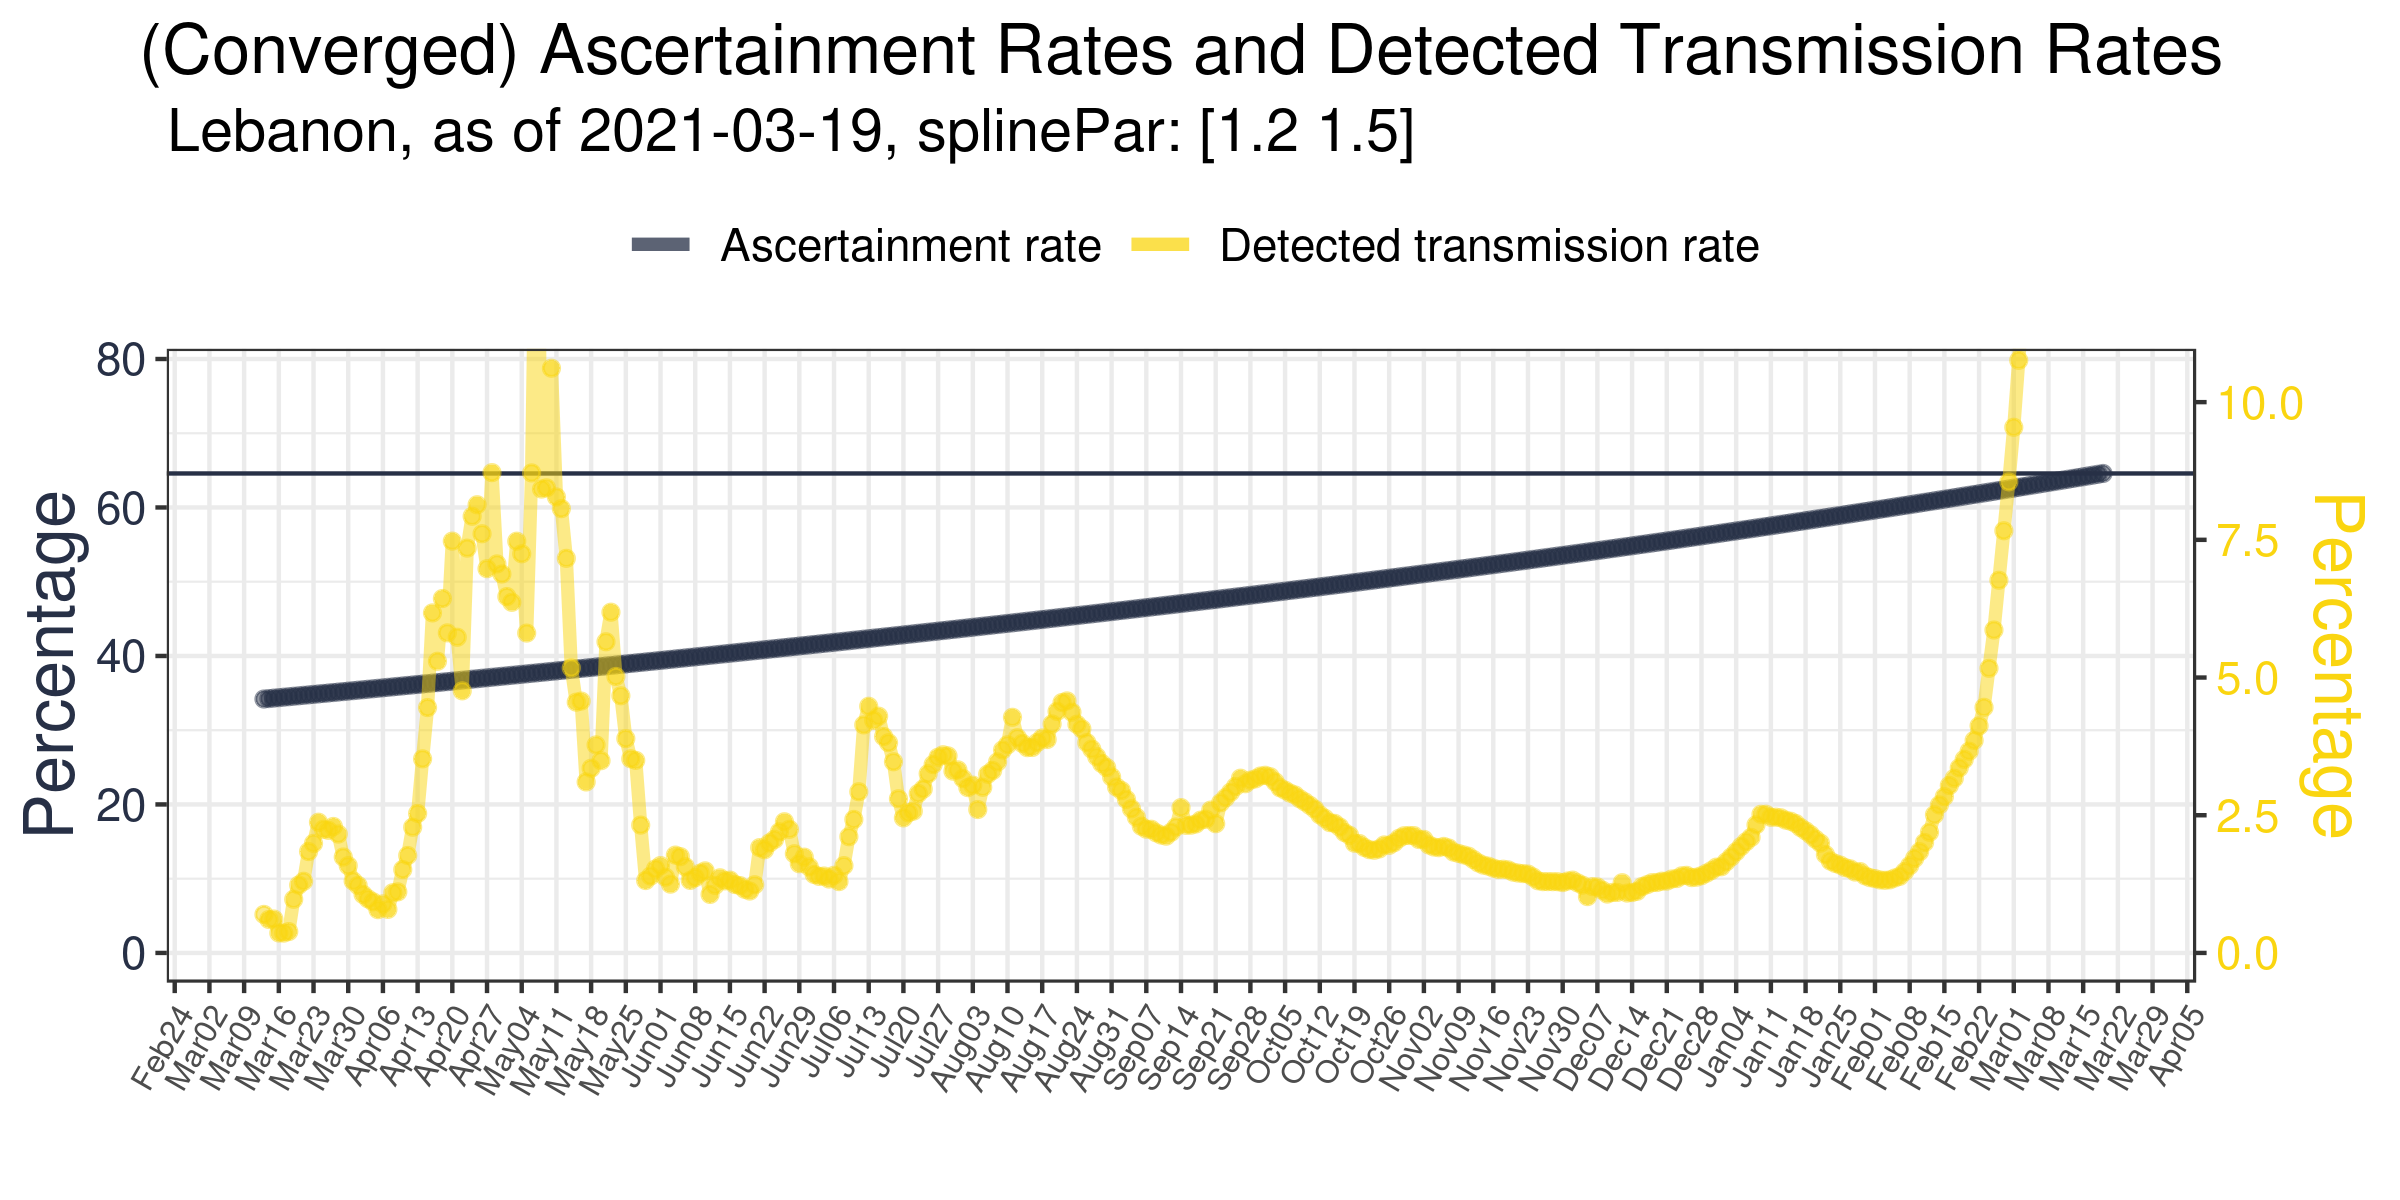 (Converged) Ascertainment Rates and Detected Transmission Rates
Lebanon, as of 2021-03-19, splinePar: [1.2 1.5]
Ascertainment rate
Detected transmission rate
Percentage
80
60
40
20
0
10.0
7.5
5.0
2.5
0.0
Percentage
Feb24
Mar02
Mar09
Mar16
Mar23
Mar30
Apr06
Apr13
Apr20
Apr27
May04
May11
May18
May25
Jun01
Jun08
Jun15
Jun22
Jun29
Jul06
Jul13
Jul20
Jul27
Aug03
Aug10
Aug17
Aug24
Aug31
Sep07
Sep14
Sep21
Sep28
Oct05
Oct12
Oct19
Oct26
Nov02
Nov09
Nov16
Nov23
Nov30
Dec07
Dec14
Dec21
Dec28
Jan04
Jan11
Jan18
Jan25
Feb01
Feb08
Feb15
Feb22
Mar01
Mar08
Mar15
Mar22
Mar29
Apr05